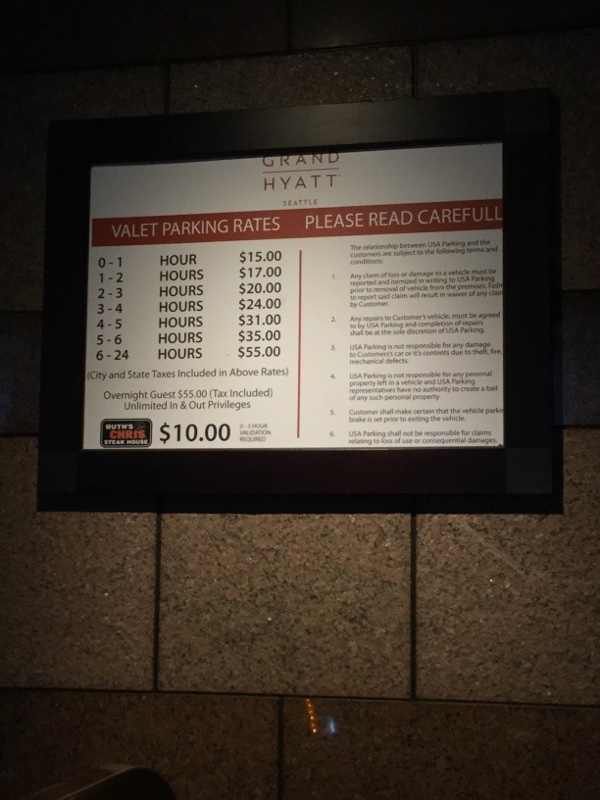 GRAND
HYATT
SEATTLE
VALET PARKING RATES
0 - 1 HOUR $15.00
1 - 2 HOURS $17.00
2 - 3 HOURS $20.00
3 - 4 HOURS $24.00
4 - 5 HOURS $31.00
5 - 6 HOURS $35.00
6 - 24 HOURS $55.00
(City and State Taxes Included in Above Rates)
Overnight Guest $55.00 (Tax Included)
Unlimited In & Out Privileges
RUTH'S
CHRIS
STEAK HOUSE
$10.00
0 - 3 HOUR
VALIDATION
REQUIRED
PLEASE READ CAREFULL
The relationship between USA Parking and the
customers are subject to the following terms and
conditions:
1. Any claim of loss or damage to a vehicle must be
reported and itemized in writing to USA Parking
prior to removal of vehicle from the premises. Failu
to report said claim will result in waiver of any claim
by Customer.
2. Any repairs to Customer's vehicle, must be agreed
to by USA Parking and completion of repairs
shall be at the sole discretion of USA Parking.
3. USA Parking is not responsible for any damage
to Customer's car or it's contents due to theft, fire,
mechanical defects.
4. USA Parking is not responsible for any personal
property left in a vehicle and USA Parking
representatives have no authority to create a bail
of any such personal property.
5. Customer shall make certain that the vehicle parkin
brake is set prior to exiting the vehicle.
6. USA Parking shall not be responsible for claims
relating to loss of use or consequential damages.